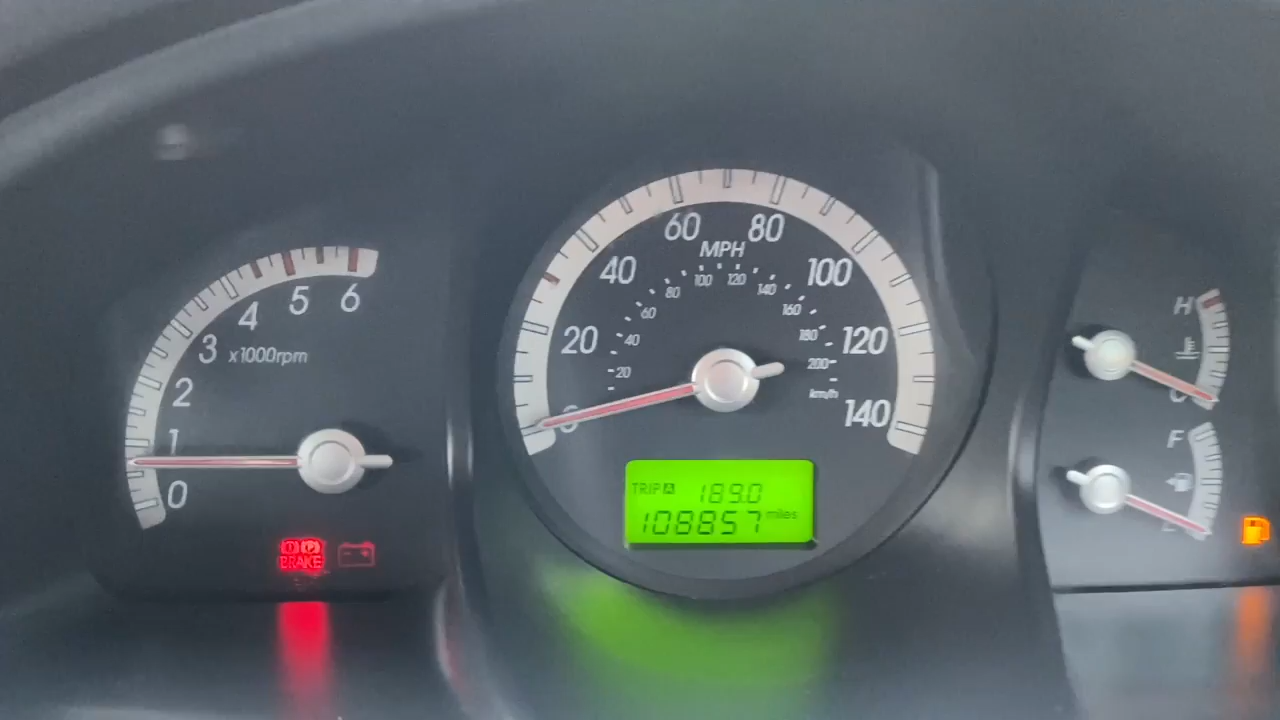 60 80
MPH
40 100
100 120
80 140
60 160
5 6
4
3 x1000rpm
20 40 180 120
20 200
km/h
2
1
0
0 140
H
C
F
TRIP A 189.0
108857 miles
BRAKE